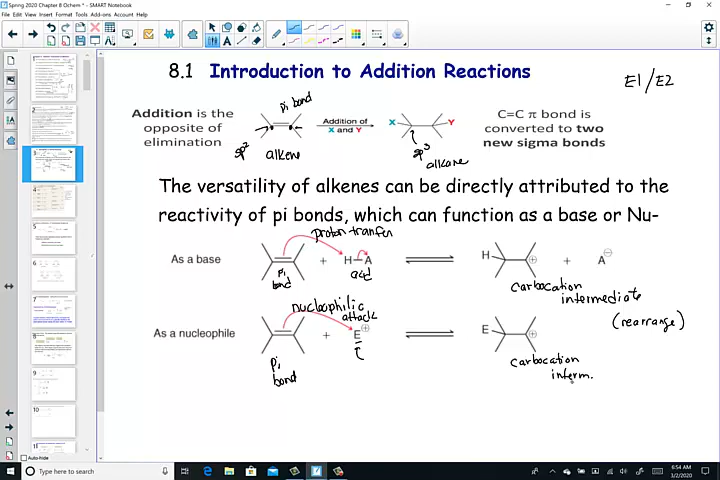 Spring 2020 Chapter 8 Ochem * - SMART Notebook
File Edit View Insert Format Tools Add-ons Account Help
8.1 Introduction to Addition Reactions
E1/E2
Addition is the
opposite of
elimination
pi bond
sp2
alkene
Addition of
X and Y
X
Y
sp3
alkane
C=C π bond is
converted to two
new sigma bonds
The versatility of alkenes can be directly attributed to the
reactivity of pi bonds, which can function as a base or Nu-
proton tranfer
As a base
pi
bond
+
H—A
acid
H
⊕
+
A⊖
carbocation
intermediate
(rearrange)
nucleophilic
attack
As a nucleophile
pi
bond
+
E⊕
E
⊕
carbocation
interm.
Auto-hide
Type here to search
8:54 AM
3/2/2020